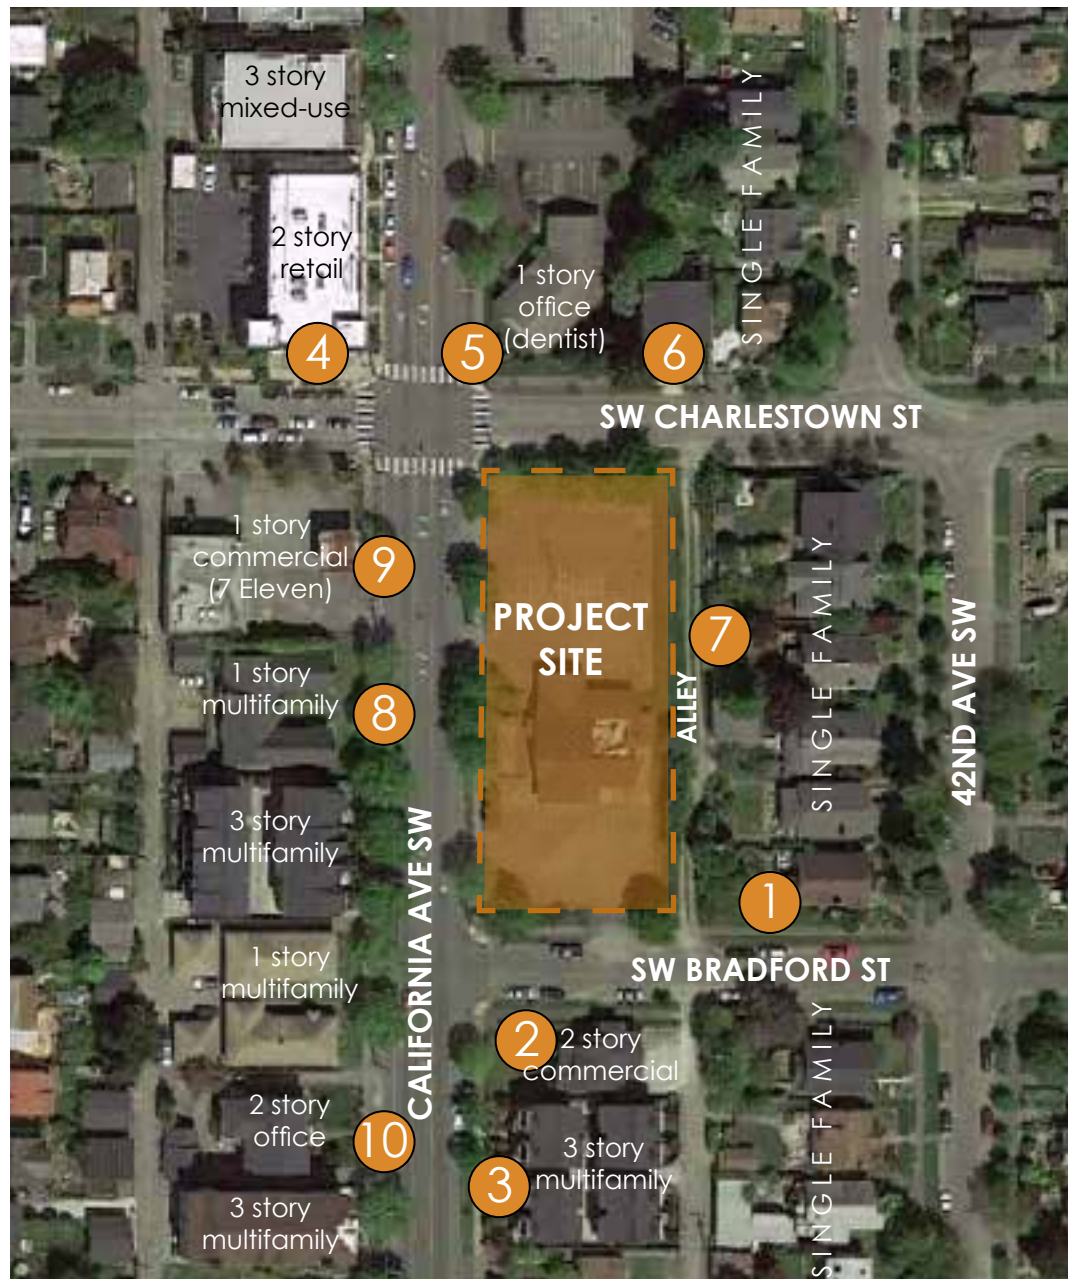 3 story
mixed-use
SINGLE FAMILY
2 story
retail
1 story
office
(dentist)
4
5
6
SW CHARLESTOWN ST
1 story
commercial
(7 Eleven)
9
PROJECT
SITE
7
SINGLE FAMILY
42ND AVE SW
ALLEY
1 story
multifamily
8
3 story
multifamily
CALIFORNIA AVE SW
1
1 story
multifamily
SW BRADFORD ST
2
2 story
commercial
SINGLE FAMILY
2 story
office
10
3
3 story
multifamily
3 story
multifamily